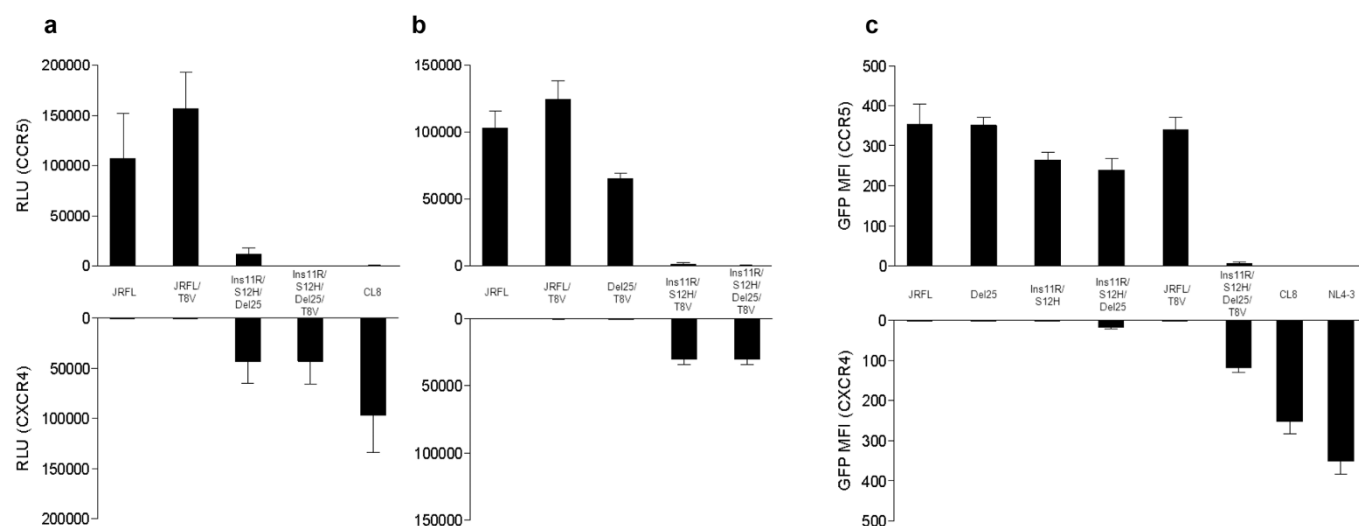 a
b
c
200000
150000
100000
50000
0
RLU (CCR5)
JRFL
JRFL/
T8V
Ins11R/
S12H/
Del25
Ins11R/
S12H/
Del25/
T8V
CL8
0
50000
100000
150000
200000
RLU (CXCR4)
150000
100000
50000
0
JRFL
JRFL/
T8V
Del25/
T8V
Ins11R/
S12H/
T8V
Ins11R/
S12H/
Del25/
T8V
0
50000
100000
150000
500
400
300
200
100
0
GFP MFI (CCR5)
JRFL
Del25
Ins11R/
S12H
Ins11R/
S12H/
Del25
JRFL/
T8V
Ins11R/
S12H/
Del25/
T8V
CL8
NL4-3
0
100
200
300
400
500
GFP MFI (CXCR4)